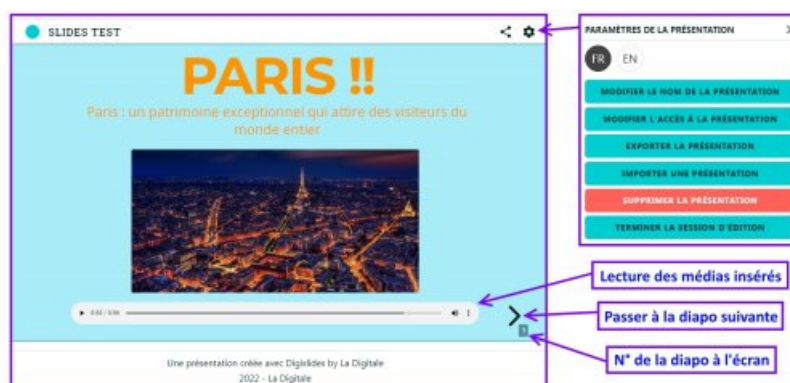 SLIDES TEST
PARIS !!
Paris : un patrimoine exceptionnel qui attire des visiteurs du
monde entier
Une présentation créée avec Digislides by La Digitale
2022 - La Digitale
PARAMÈTRES DE LA PRÉSENTATION
FR EN
MODIFIER LE NOM DE LA PRÉSENTATION
MODIFIER L'ACCÈS À LA PRÉSENTATION
EXPORTER LA PRÉSENTATION
IMPORTER UNE PRÉSENTATION
SUPPRIMER LA PRÉSENTATION
TERMINER LA SESSION D'ÉDITION
Lecture des médias insérés
Passer à la diapo suivante
N° de la diapo à l'écran